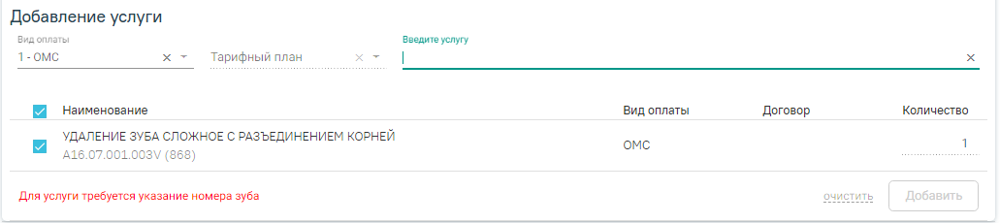 Добавление услуги
Вид оплаты
Введите услугу
1 - ОМС
Тарифный план
Наименование
Вид оплаты
Договор
Количество
УДАЛЕНИЕ ЗУБА СЛОЖНОЕ С РАЗЪЕДИНЕНИЕМ КОРНЕЙ
A16.07.001.003V (868)
ОМС
1
Для услуги требуется указание номера зуба
очистить
Добавить